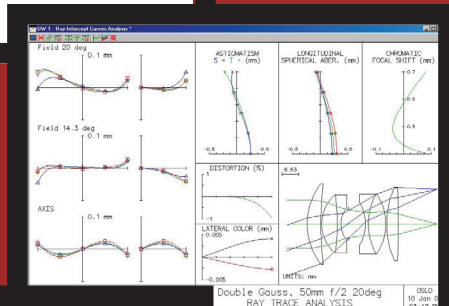 UW 1 - Ray Intercept Curves Analysis *
Field 20 deg
0.1 mm
Field 14.3 deg
0.1 mm
AXIS
0.1 mm
ASTIGMATISM
S × T + (mm)
-0.5
0.5
LONGITUDINAL
SPHERICAL ABER. (mm)
-0.5
0.5
CHROMATIC
FOCAL SHIFT (mm)
0.7
0.5
-0.1
0.1
DISTORTION (%)
1
-1
LATERAL COLOR (mm)
0.005
-0.005
8.63
UNITS: mm
Double Gauss, 50mm f/2 20deg
RAY TRACE ANALYSIS
OSLO
10 Jan 0